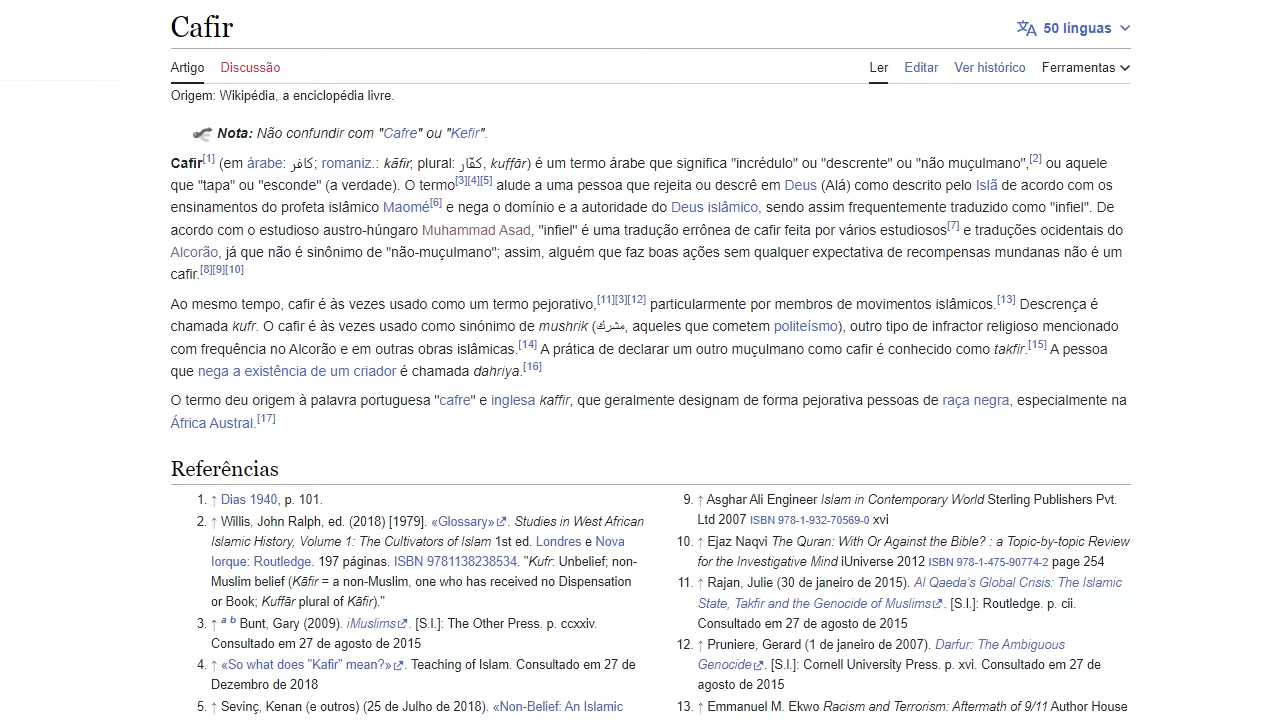 Cafir
50 línguas
Artigo Discussão Ler Editar Ver histórico Ferramentas
Origem: Wikipédia, a enciclopédia livre.
Nota: Não confundir com "Cafre" ou "Kefir".
Cafir[1] (em árabe: كافر; romaniz.: kāfir, plural: كفّار, kuffār) é um termo árabe que significa "incrédulo" ou "descrente" ou "não muçulmano",[2] ou aquele
que "tapa" ou "esconde" (a verdade). O termo[3][4][5] alude a uma pessoa que rejeita ou descrê em Deus (Alá) como descrito pelo Islã de acordo com os
ensinamentos do profeta islâmico Maomé[6] e nega o domínio e a autoridade do Deus islâmico, sendo assim frequentemente traduzido como "infiel". De
acordo com o estudioso austro-húngaro Muhammad Asad, "infiel" é uma tradução errônea de cafir feita por vários estudiosos[7] e traduções ocidentais do
Alcorão, já que não é sinônimo de "não-muçulmano"; assim, alguém que faz boas ações sem qualquer expectativa de recompensas mundanas não é um
cafir.[8][9][10]
Ao mesmo tempo, cafir é às vezes usado como um termo pejorativo,[11][3][12] particularmente por membros de movimentos islâmicos.[13] Descrença é
chamada kufr. O cafir é às vezes usado como sinónimo de mushrik (مشرك, aqueles que cometem politeísmo), outro tipo de infractor religioso mencionado
com frequência no Alcorão e em outras obras islâmicas.[14] A prática de declarar um outro muçulmano como cafir é conhecido como takfir.[15] A pessoa
que nega a existência de um criador é chamada dahriya.[16]
O termo deu origem à palavra portuguesa "cafre" e inglesa kaffir, que geralmente designam de forma pejorativa pessoas de raça negra, especialmente na
África Austral.[17]
Referências
1. ↑ Dias 1940, p. 101.
2. ↑ Willis, John Ralph, ed. (2018) [1979]. «Glossary». Studies in West African
Islamic History, Volume 1: The Cultivators of Islam 1st ed. Londres e Nova
Iorque: Routledge. 197 páginas. ISBN 9781138238534. "Kufr: Unbelief; non-
Muslim belief (Kāfir = a non-Muslim, one who has received no Dispensation
or Book; Kuffār plural of Kāfir)."
3. ↑ a b Bunt, Gary (2009). iMuslims. [S.l.]: The Other Press. p. ccxxiv.
Consultado em 27 de agosto de 2015
4. ↑ «So what does "Kafir" mean?». Teaching of Islam. Consultado em 27 de
Dezembro de 2018
5. ↑ Sevinç, Kenan (e outros) (25 de Julho de 2018). «Non-Belief: An Islamic
9. ↑ Asghar Ali Engineer Islam in Contemporary World Sterling Publishers Pvt.
Ltd 2007 ISBN 978-1-932-70569-0 xvi
10. ↑ Ejaz Naqvi The Quran: With Or Against the Bible? : a Topic-by-topic Review
for the Investigative Mind iUniverse 2012 ISBN 978-1-475-90774-2 page 254
11. ↑ Rajan, Julie (30 de janeiro de 2015). Al Qaeda's Global Crisis: The Islamic
State, Takfir and the Genocide of Muslims. [S.l.]: Routledge. p. cii.
Consultado em 27 de agosto de 2015
12. ↑ Pruniere, Gerard (1 de janeiro de 2007). Darfur: The Ambiguous
Genocide. [S.l.]: Cornell University Press. p. xvi. Consultado em 27 de
agosto de 2015
13. ↑ Emmanuel M. Ekwo Racism and Terrorism: Aftermath of 9/11 Author House